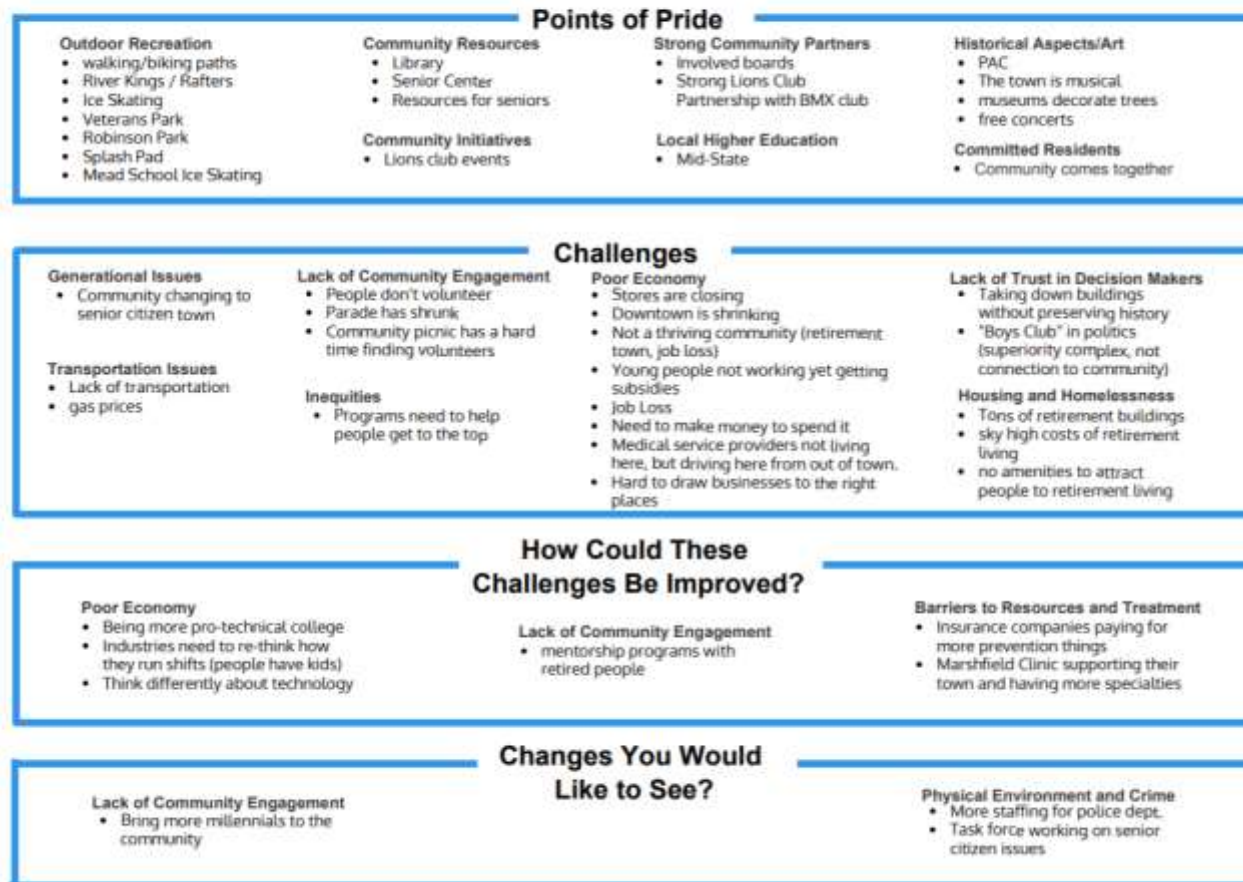 Points of Pride
Outdoor Recreation
• walking/biking paths
• River Kings / Rafters
• Ice Skating
• Veterans Park
• Robinson Park
• Splash Pad
• Mead School Ice Skating
Community Resources
• Library
• Senior Center
• Resources for seniors
Community Initiatives
• Lions club events
Strong Community Partners
• Involved boards
• Strong Lions Club
Partnership with BMX club
Local Higher Education
• Mid-State
Historical Aspects/Art
• PAC
• The town is musical
• museums decorate trees
• free concerts
Committed Residents
• Community comes together
Challenges
Generational Issues
• Community changing to
senior citizen town
Transportation Issues
• Lack of transportation
• gas prices
Lack of Community Engagement
• People don't volunteer
• Parade has shrunk
• Community picnic has a hard
time finding volunteers
Inequities
• Programs need to help
people get to the top
Poor Economy
• Stores are closing
• Downtown is shrinking
• Not a thriving community (retirement
town, job loss)
• Young people not working yet getting
subsidies
• Job Loss
• Need to make money to spend it
• Medical service providers not living
here, but driving here from out of town.
• Hard to draw businesses to the right
places
Lack of Trust in Decision Makers
• Taking down buildings
without preserving history
• "Boys Club" in politics
(superiority complex, not
connection to community)
Housing and Homelessness
• Tons of retirement buildings
• sky high costs of retirement
living
• no amenities to attract
people to retirement living
How Could These
Challenges Be Improved?
Poor Economy
• Being more pro-technical college
• Industries need to re-think how
they run shifts (people have kids)
• Think differently about technology
Lack of Community Engagement
• mentorship programs with
retired people
Barriers to Resources and Treatment
• Insurance companies paying for
more prevention things
• Marshfield Clinic supporting their
town and having more specialties
Changes You Would
Like to See?
Lack of Community Engagement
• Bring more millennials to the
community
Physical Environment and Crime
• More staffing for police dept.
• Task force working on senior
citizen issues